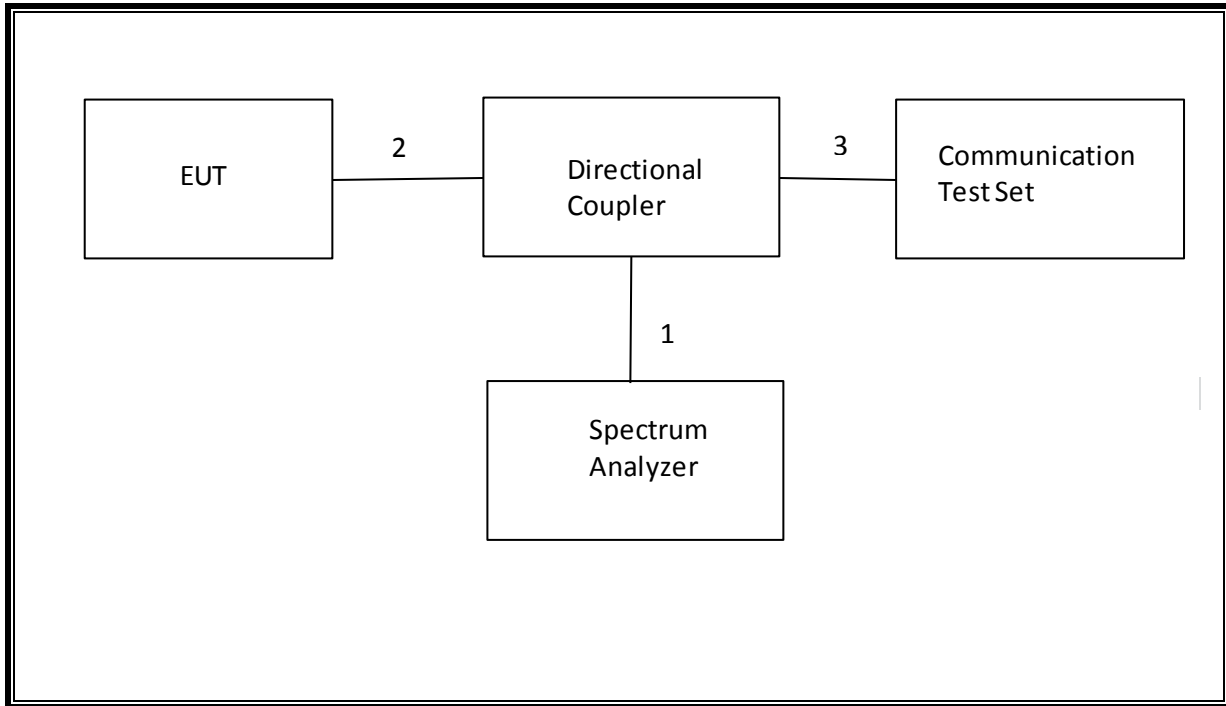 EUT
2
Directional
Coupler
3
Communication
Test Set
1
Spectrum
Analyzer